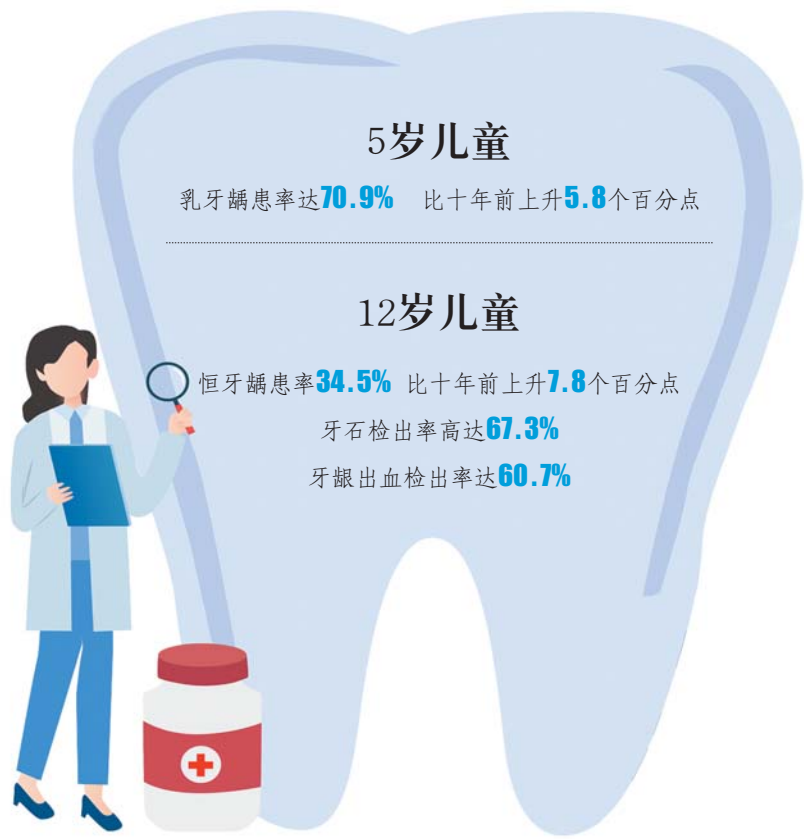 5岁儿童
乳牙龋患率达70.9% 比十年前上升5.8个百分点
12岁儿童
恒牙龋患率34.5% 比十年前上升7.8个百分点
牙石检出率高达67.3%
牙龈出血检出率达60.7%